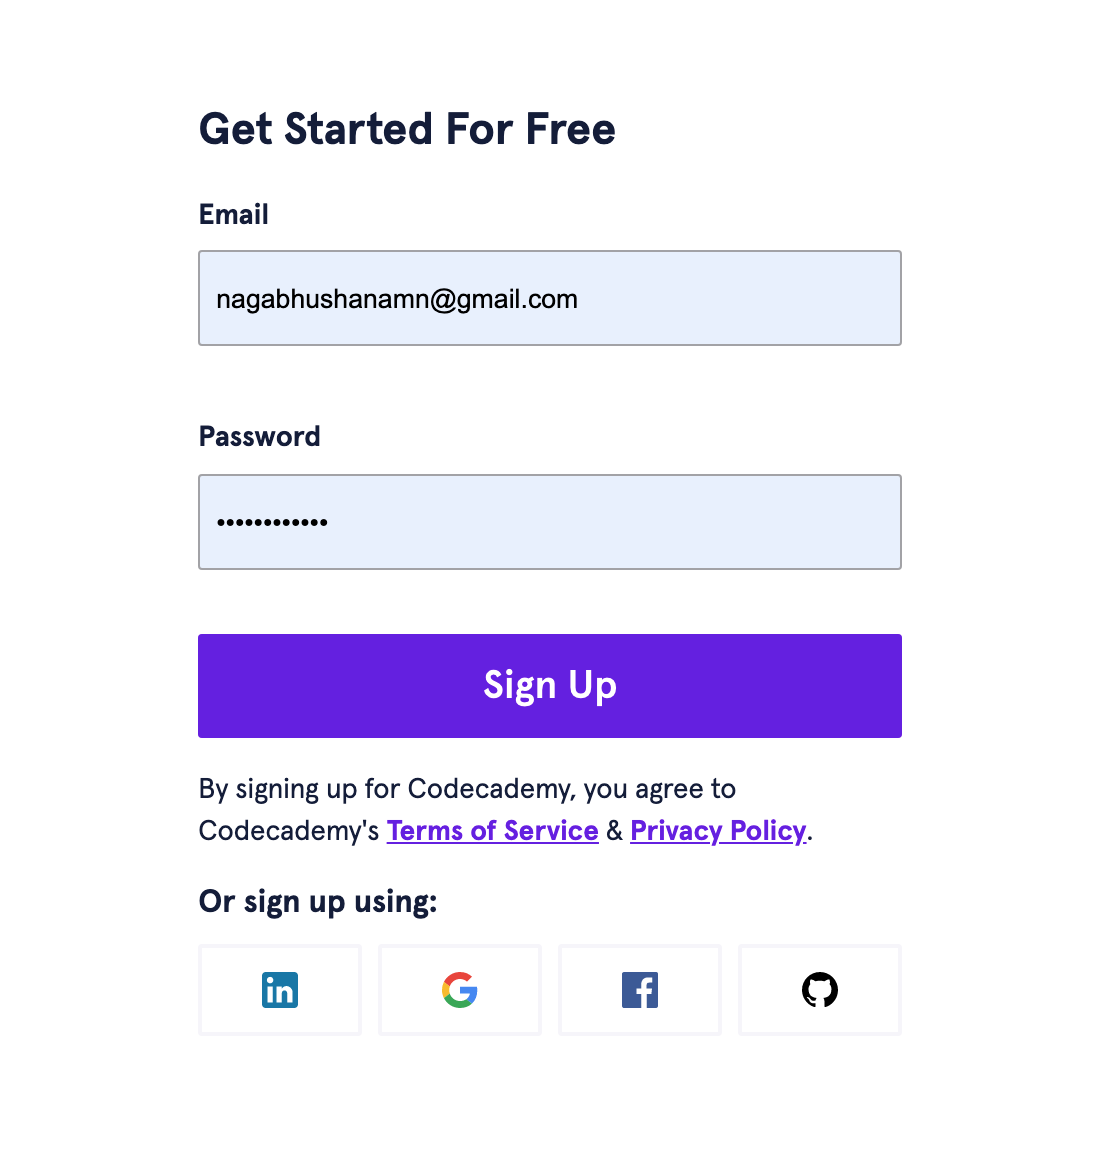 Get Started For Free
Email
nagabhushanamn@gmail.com
Password
••••••••••••
Sign Up
By signing up for Codecademy, you agree to
Codecademy's Terms of Service & Privacy Policy.
Or sign up using:
in
G
f